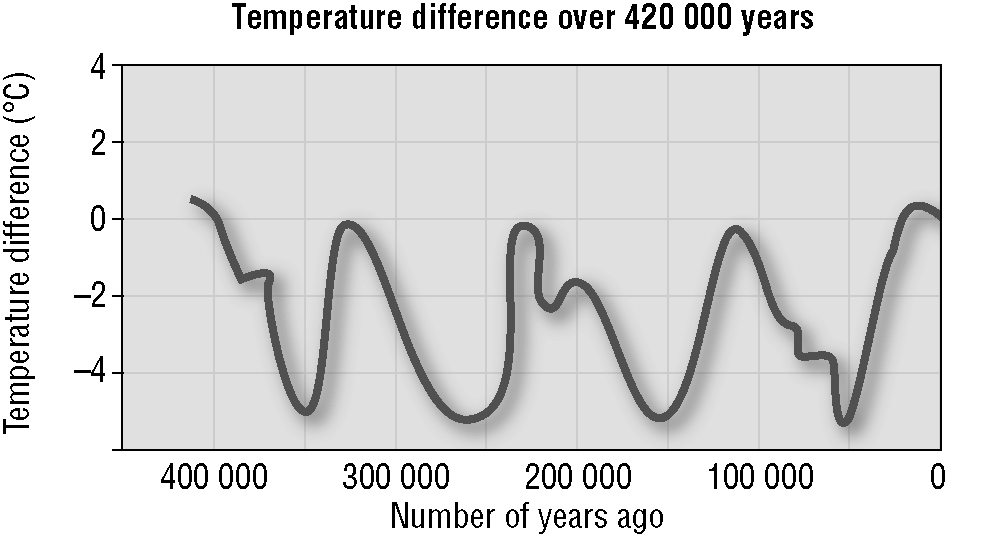 Temperature difference over 420 000 years
Temperature difference (°C)
4
2
0
–2
–4
400 000 300 000 200 000 100 000 0
Number of years ago